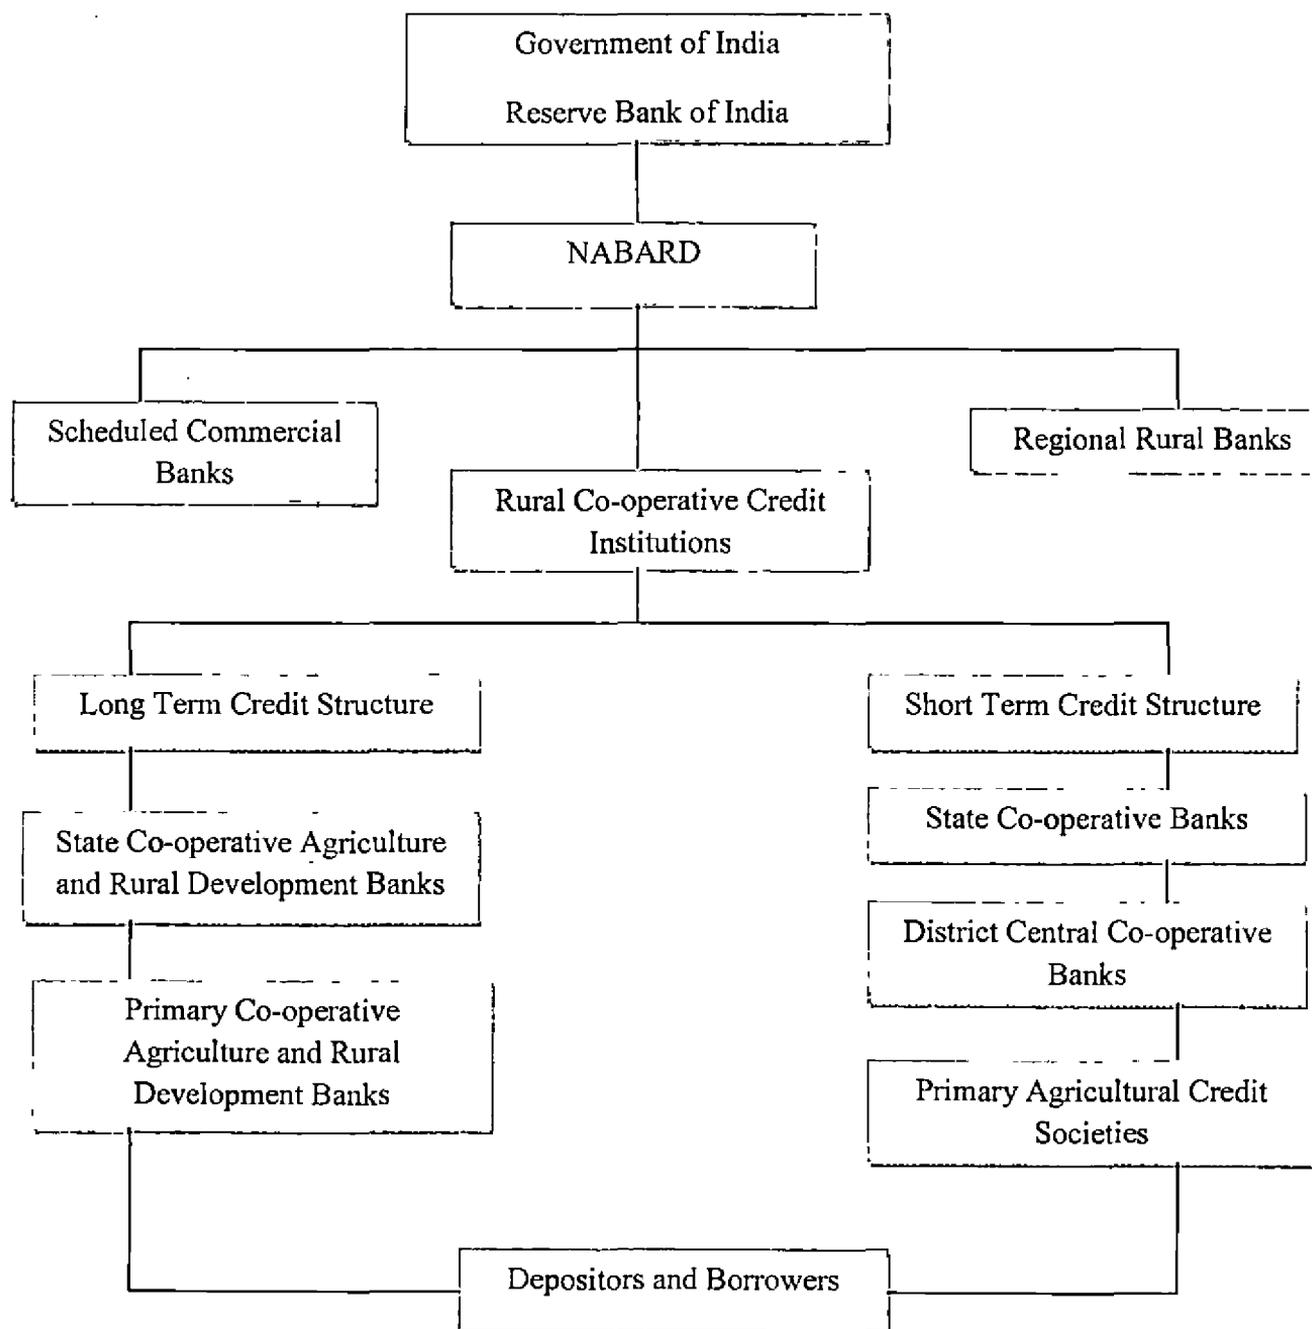 Government of India
Reserve Bank of India
NABARD
Scheduled Commercial
Banks
Regional Rural Banks
Rural Co-operative Credit
Institutions
Long Term Credit Structure
Short Term Credit Structure
State Co-operative Agriculture
and Rural Development Banks
State Co-operative Banks
District Central Co-operative
Banks
Primary Co-operative
Agriculture and Rural
Development Banks
Primary Agricultural Credit
Societies
Depositors and Borrowers